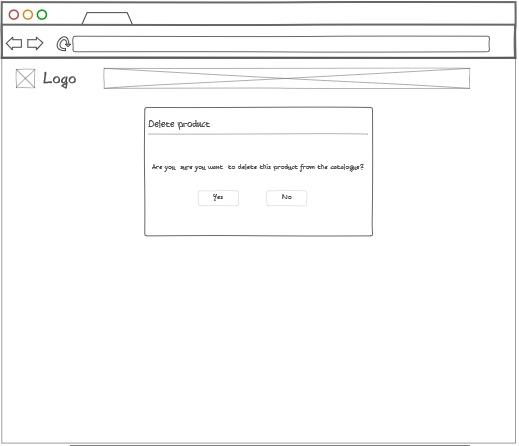 Logo
Delete product
Are you sure you want to delete this product from the catalogue?
Yes
No